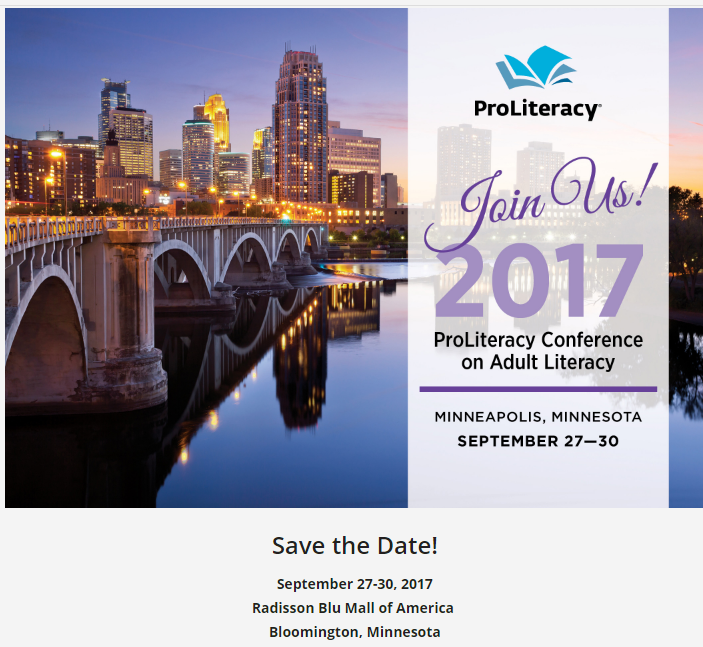 ProLiteracy
Join Us!
2017
ProLiteracy Conference
on Adult Literacy
MINNEAPOLIS, MINNESOTA
SEPTEMBER 27—30
Save the Date!
September 27-30, 2017
Radisson Blu Mall of America
Bloomington, Minnesota